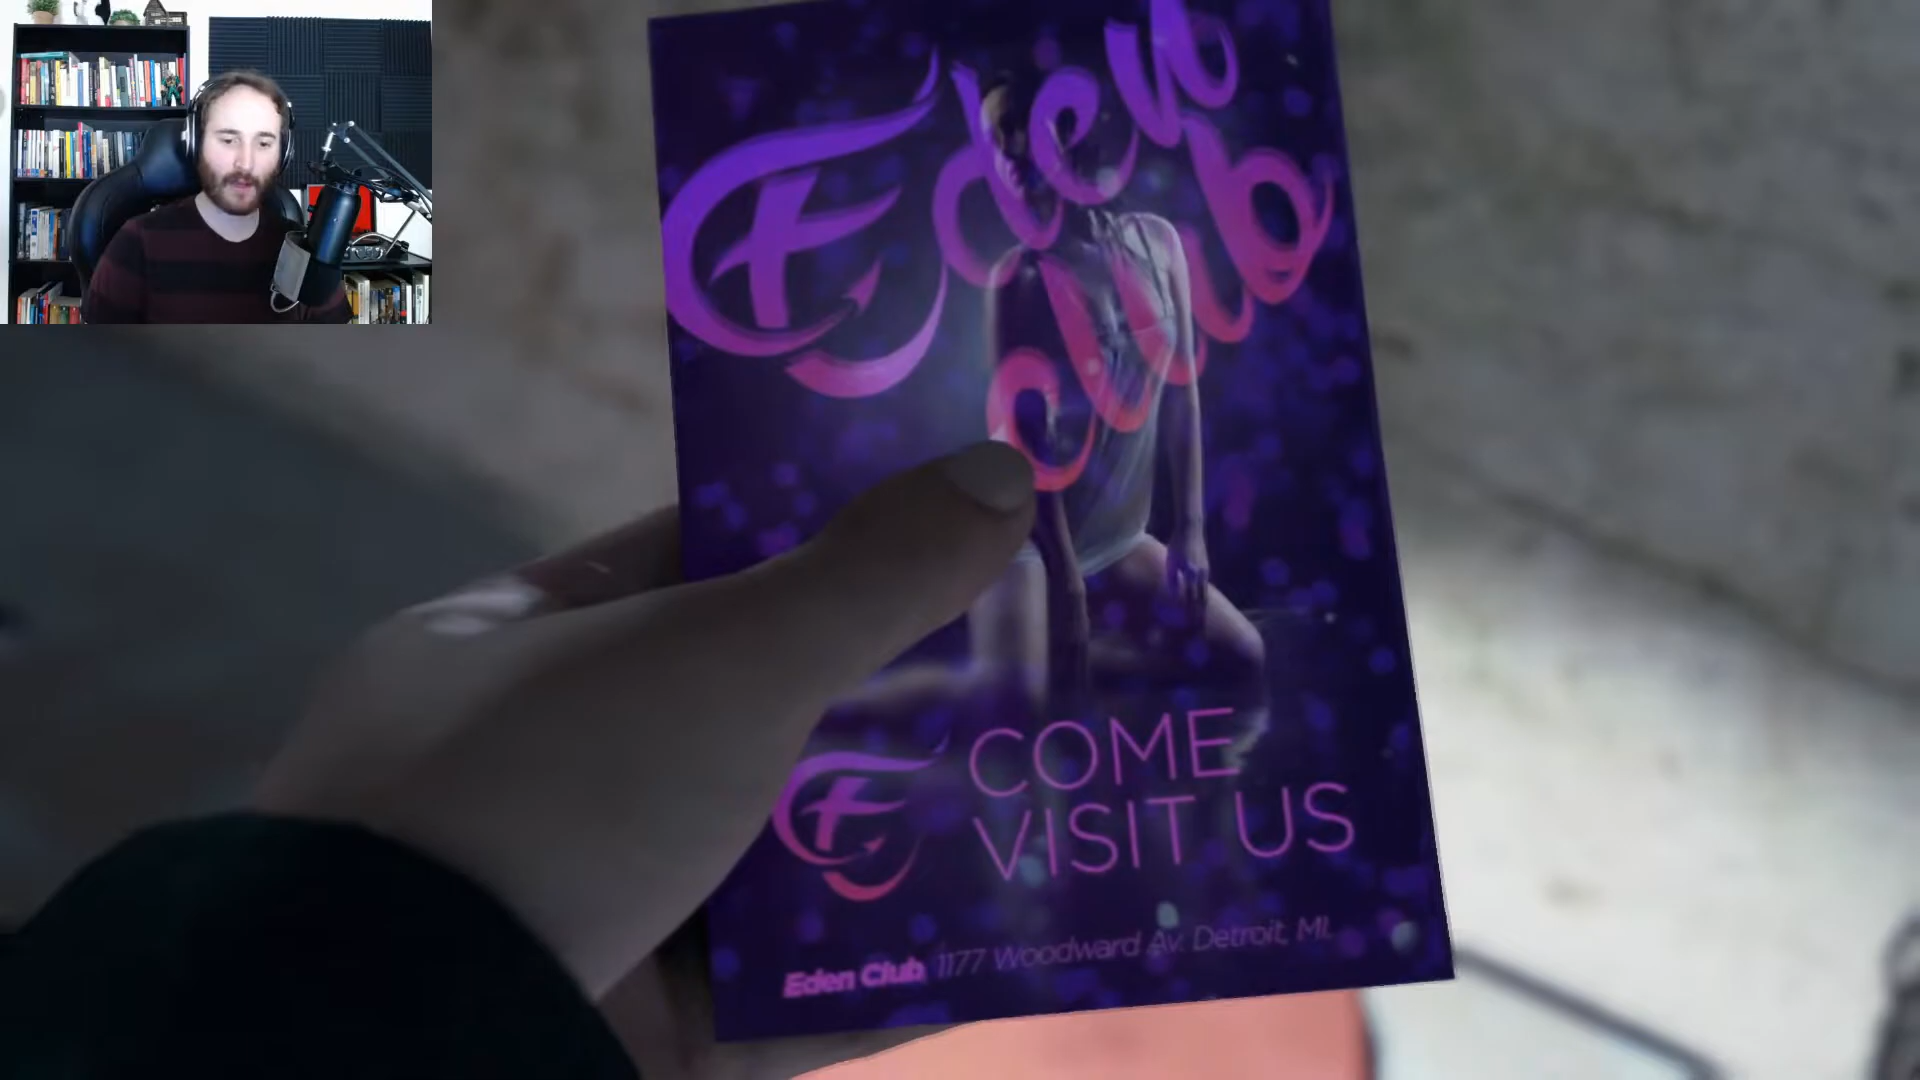 Eden
club
COME
VISIT US
Eden Club 1177 Woodward Av. Detroit, MI.